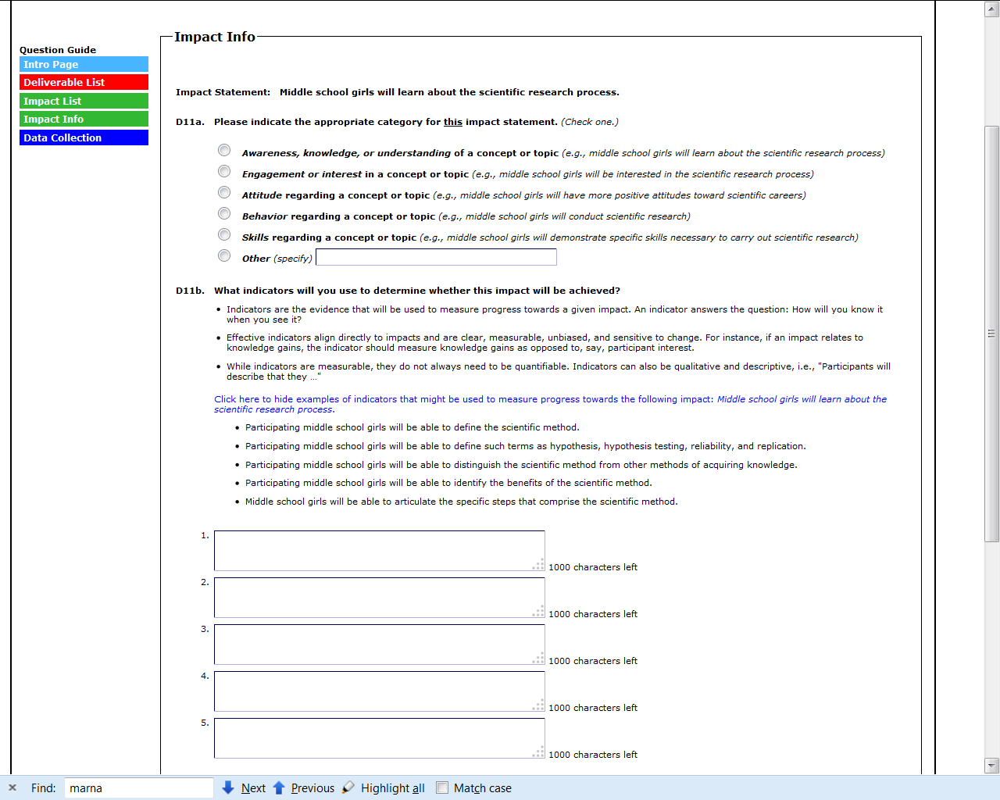 Impact Info
Question Guide
Intro Page
Deliverable List
Impact List
Impact Info
Data Collection
Impact Statement: Middle school girls will learn about the scientific research process.
D11a. Please indicate the appropriate category for this impact statement. (Check one.)
Awareness, knowledge, or understanding of a concept or topic (e.g., middle school girls will learn about the scientific research process)
Engagement or interest in a concept or topic (e.g., middle school girls will be interested in the scientific research process)
Attitude regarding a concept or topic (e.g., middle school girls will have more positive attitudes toward scientific careers)
Behavior regarding a concept or topic (e.g., middle school girls will conduct scientific research)
Skills regarding a concept or topic (e.g., middle school girls will demonstrate specific skills necessary to carry out scientific research)
Other (specify)
D11b. What indicators will you use to determine whether this impact will be achieved?
• Indicators are the evidence that will be used to measure progress towards a given impact. An indicator answers the question: How will you know it
when you see it?
• Effective indicators align directly to impacts and are clear, measurable, unbiased, and sensitive to change. For instance, if an impact relates to
knowledge gains, the indicator should measure knowledge gains as opposed to, say, participant interest.
• While indicators are measurable, they do not always need to be quantifiable. Indicators can also be qualitative and descriptive, i.e., "Participants will
describe that they ..."
Click here to hide examples of indicators that might be used to measure progress towards the following impact: Middle school girls will learn about the
scientific research process.
• Participating middle school girls will be able to define the scientific method.
• Participating middle school girls will be able to define such terms as hypothesis, hypothesis testing, reliability, and replication.
• Participating middle school girls will be able to distinguish the scientific method from other methods of acquiring knowledge.
• Participating middle school girls will be able to identify the benefits of the scientific method.
• Middle school girls will be able to articulate the specific steps that comprise the scientific method.
1. 1000 characters left
2. 1000 characters left
3. 1000 characters left
4. 1000 characters left
5. 1000 characters left
Find: marna Next Previous Highlight all Match case